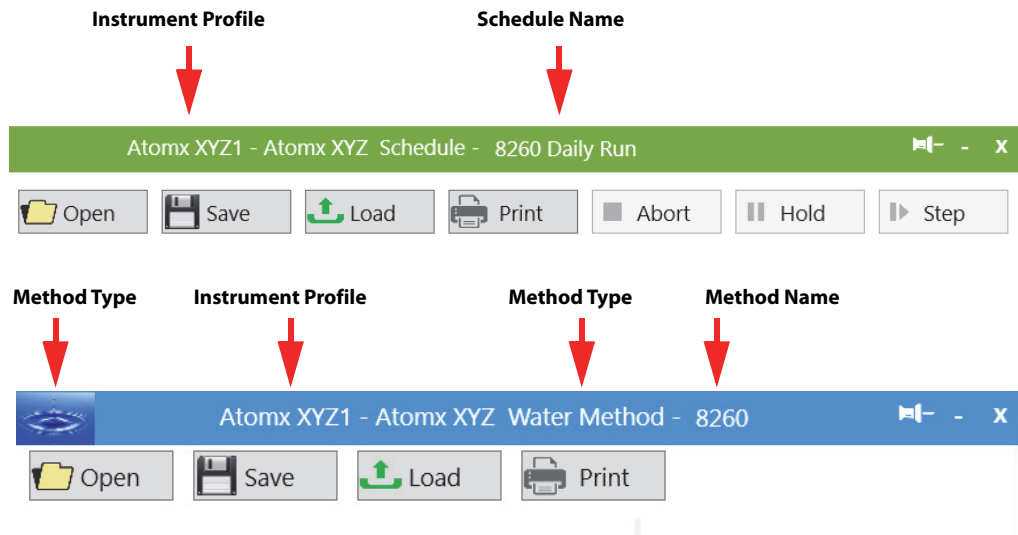 Instrument Profile Schedule Name
Atomx XYZ1 - Atomx XYZ Schedule - 8260 Daily Run - x
Open Save Load Print Abort Hold Step
Method Type Instrument Profile Method Type Method Name
Atomx XYZ1 - Atomx XYZ Water Method - 8260 - x
Open Save Load Print